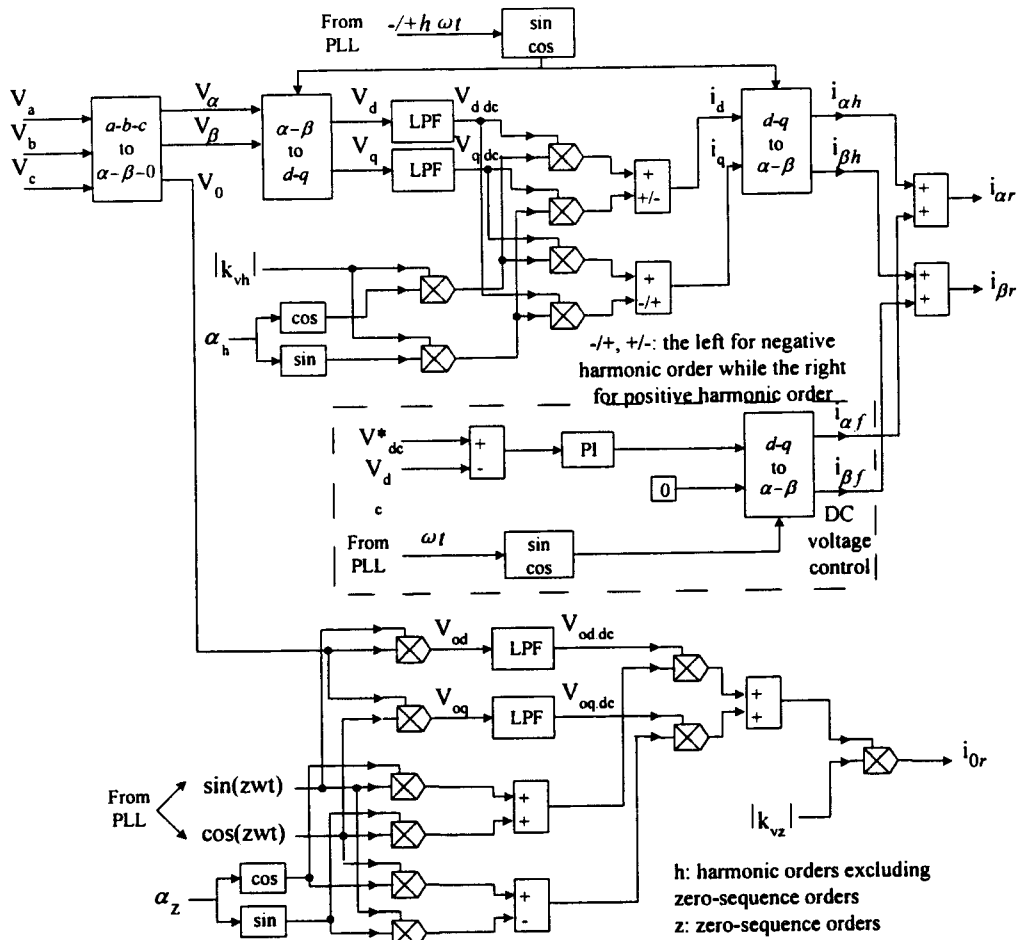 From
PLL
-/+h ωt
sin
cos
V_a
V_b
V_c
a-b-c
to
α-β-0
V_α
V_β
V_0
α-β
to
d-q
V_d
V_q
LPF
LPF
V_d dc
V_q dc
+
+/-
+
-/+
i_d
i_q
d-q
to
α-β
i_αh
i_βh
+
+
+
+
i_αr
i_βr
|k_vh|
α_h
cos
sin
-/+, +/-: the left for negative
harmonic order while the right
for positive harmonic order
V*_dc
V_d
c
+
-
PI
0
d-q
to
α-β
i_αf
i_βf
From
PLL
ωt
sin
cos
DC
voltage
control
V_od
LPF
V_od.dc
V_oq
LPF
V_oq.dc
+
+
i_0r
|k_vz|
From
PLL
sin(zwt)
cos(zwt)
+
+
α_z
cos
sin
+
-
h: harmonic orders excluding
zero-sequence orders
z: zero-sequence orders